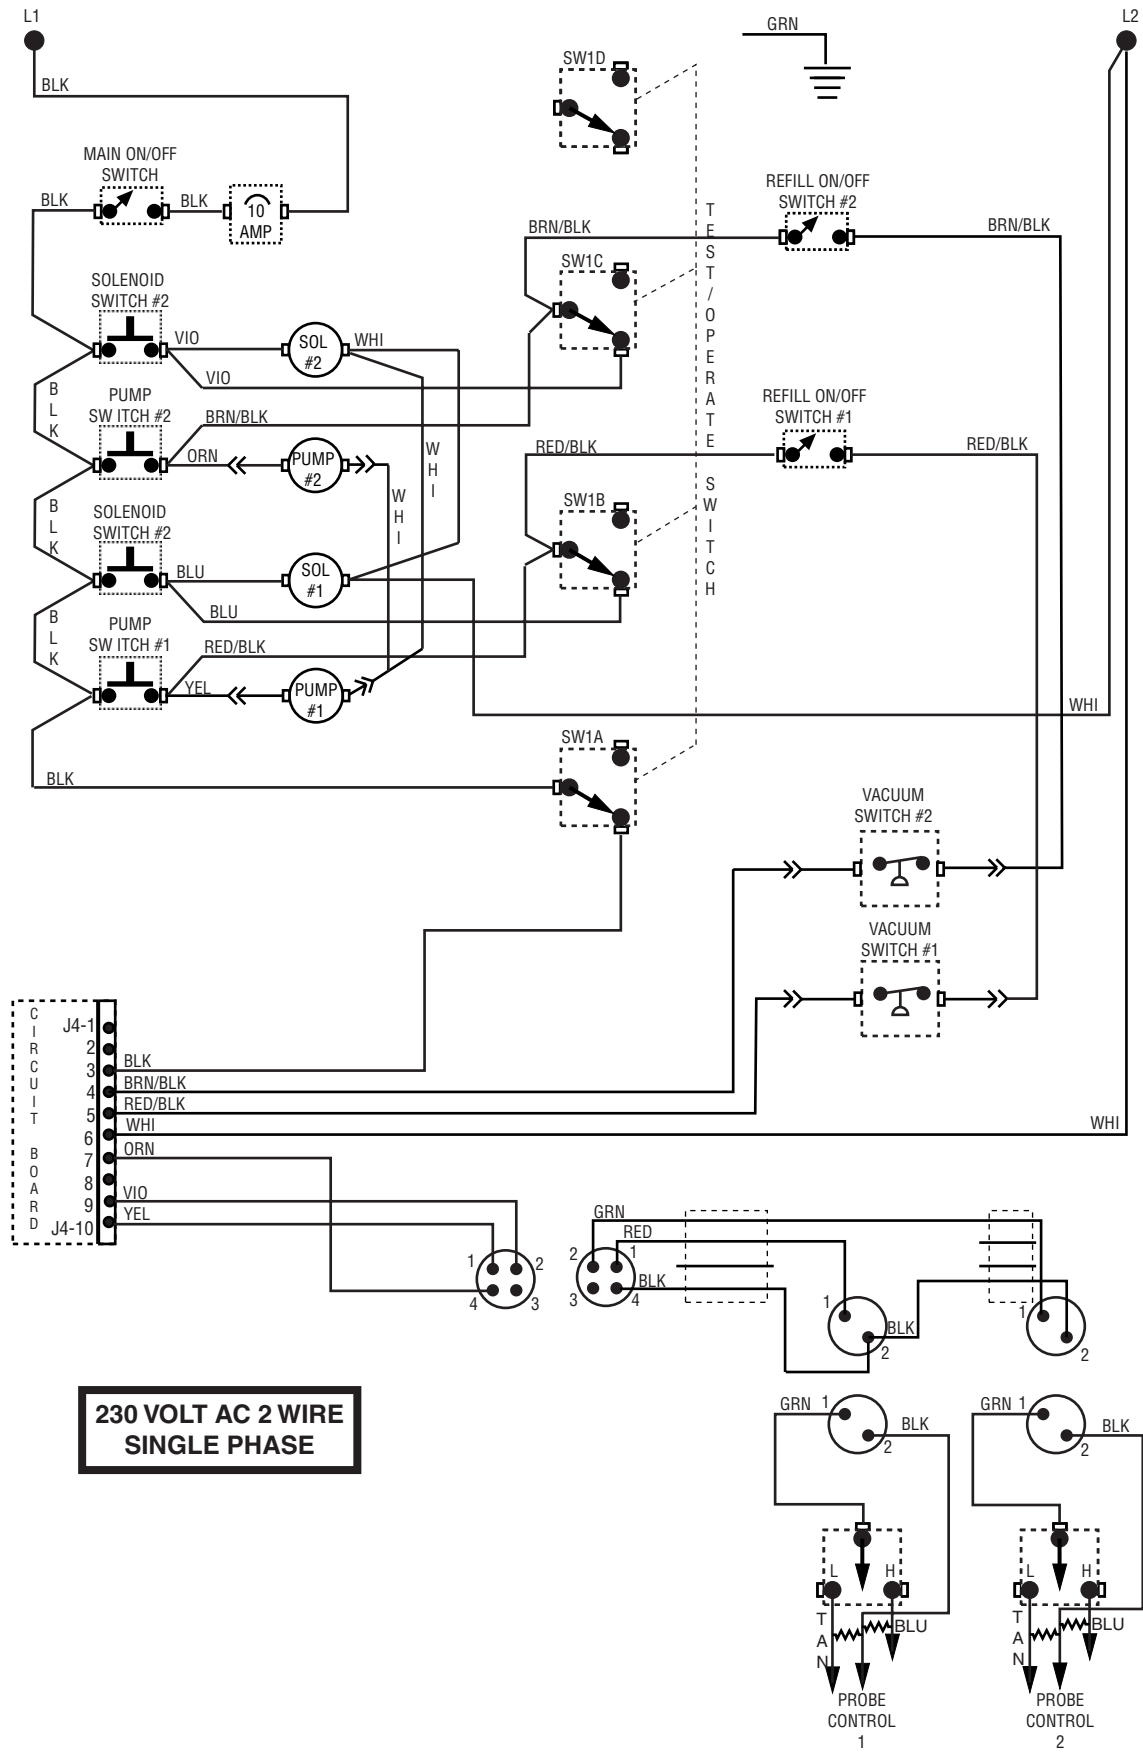 L1
L2
GRN
BLK
SW1D
MAIN ON/OFF
SWITCH
BLK
BLK
10
AMP
REFILL ON/OFF
SWITCH #2
BRN/BLK
BRN/BLK
SW1C
SOLENOID
SWITCH #2
VIO
SOL
#2
WHI
VIO
BLK
PUMP
SW ITCH #2
BRN/BLK
ORN
PUMP
#2
WHI
WHI
TEST/OPERATE SWITCH
REFILL ON/OFF
SWITCH #1
RED/BLK
RED/BLK
SW1B
BLK
SOLENOID
SWITCH #2
BLU
SOL
#1
BLU
BLK
PUMP
SW ITCH #1
RED/BLK
YEL
PUMP
#1
WHI
SW1A
BLK
VACUUM
SWITCH #2
VACUUM
SWITCH #1
CIRCUIT BOARD
J4-1
2
3
BLK
4
BRN/BLK
5
RED/BLK
6
WHI
WHI
7
ORN
8
9
VIO
J4-10
YEL
1
2
4
3
GRN
RED
2
1
BLK
3
4
1
BLK
2
1
2
230 VOLT AC 2 WIRE
SINGLE PHASE
GRN
1
BLK
2
GRN
1
BLK
2
L
H
TAN
BLU
PROBE
CONTROL
1
L
H
TAN
BLU
PROBE
CONTROL
2